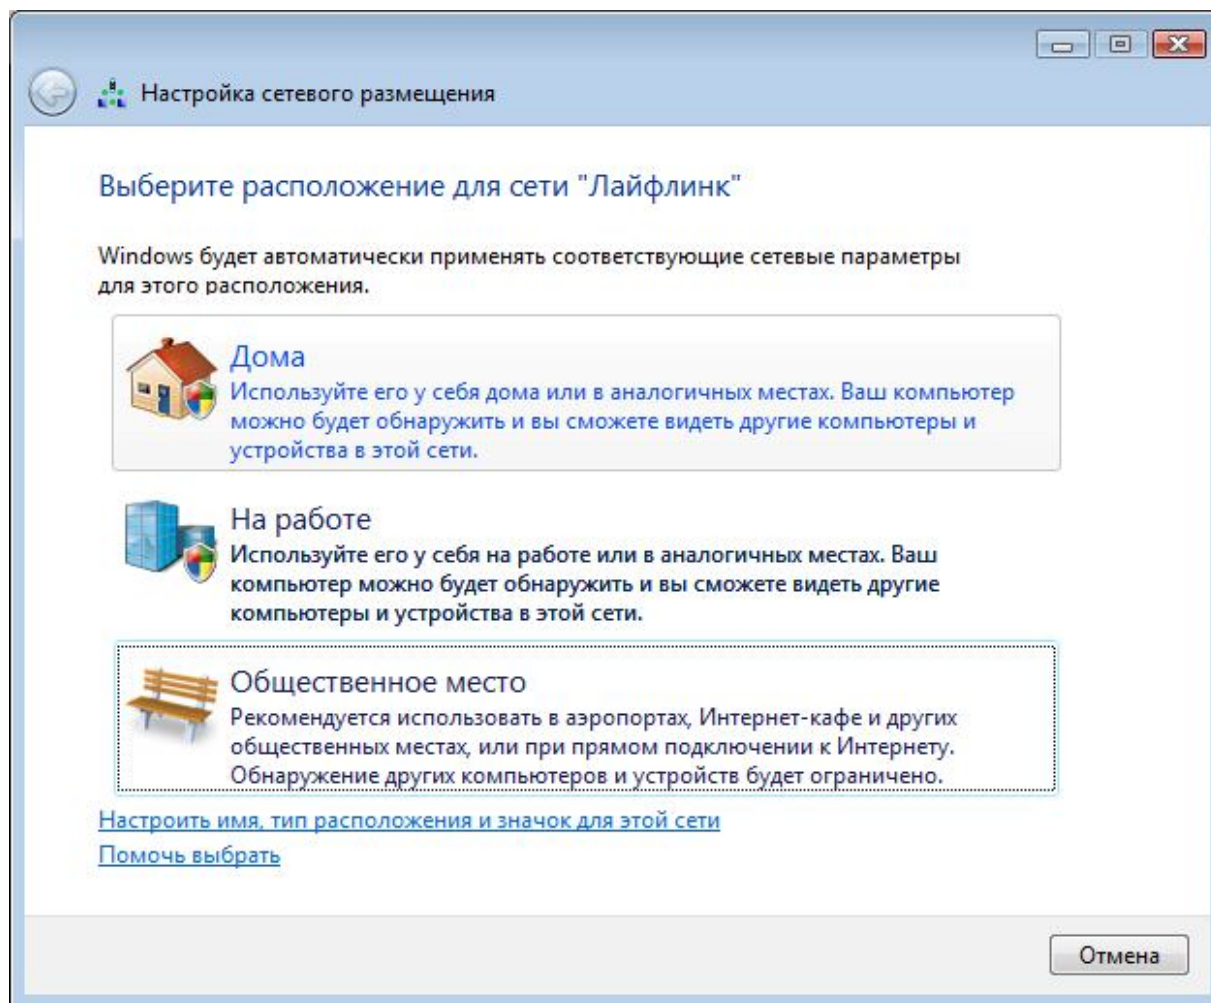 Настройка сетевого размещения
Выберите расположение для сети "Лайфлинк"
Windows будет автоматически применять соответствующие сетевые параметры
для этого расположения.
Дома
Используйте его у себя дома или в аналогичных местах. Ваш компьютер
можно будет обнаружить и вы сможете видеть другие компьютеры и
устройства в этой сети.
На работе
Используйте его у себя на работе или в аналогичных местах. Ваш
компьютер можно будет обнаружить и вы сможете видеть другие
компьютеры и устройства в этой сети.
Общественное место
Рекомендуется использовать в аэропортах, Интернет-кафе и других
общественных местах, или при прямом подключении к Интернету.
Обнаружение других компьютеров и устройств будет ограничено.
Настроить имя, тип расположения и значок для этой сети
Помочь выбрать
Отмена